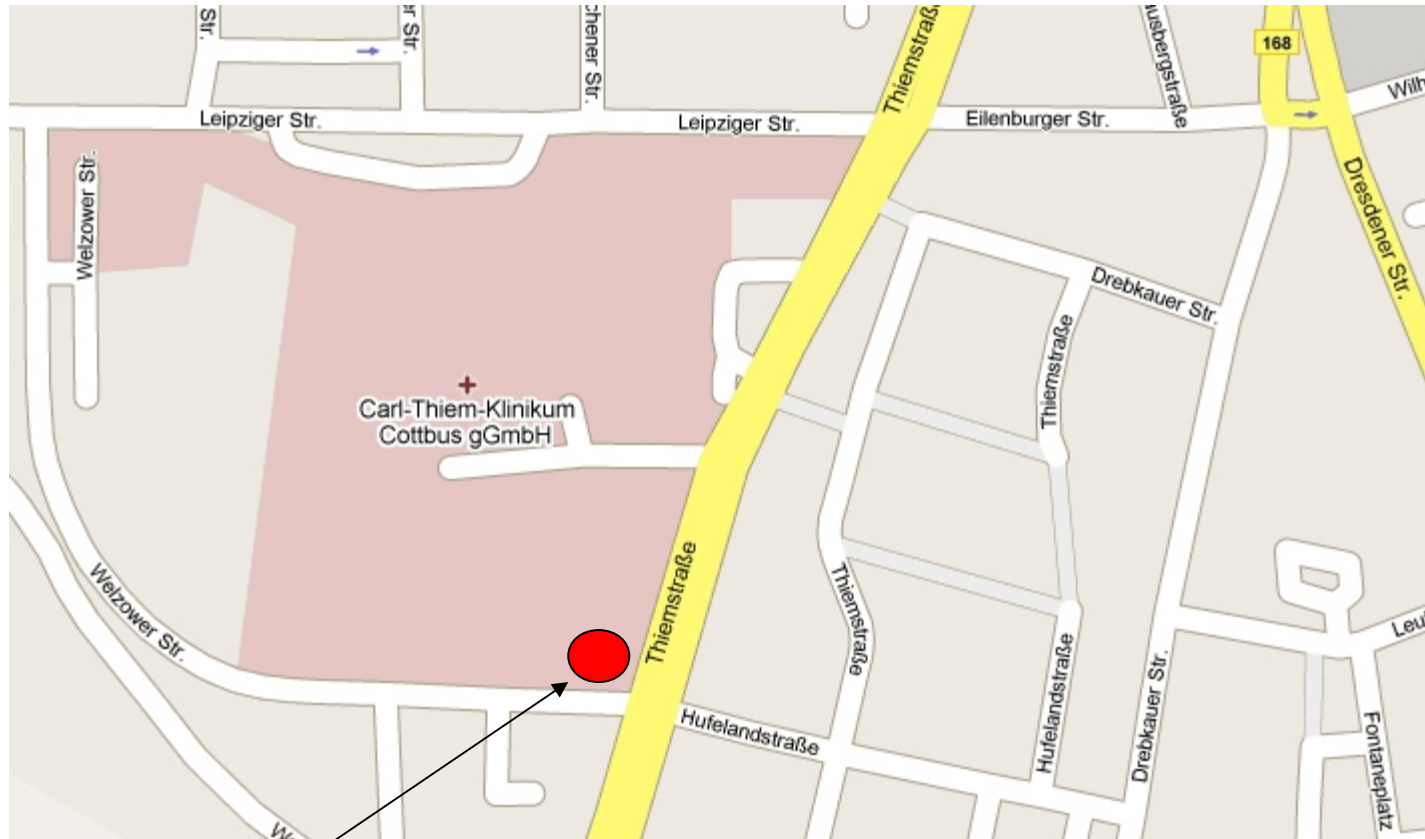 Str.
er Str.
chener Str.
Thiemstraße
usbergstraße
168
Wilh
Leipziger Str.
Leipziger Str.
Eilenburger Str.
Welzower Str.
Dresdener Str.
Drebkauer Str.
Thiemstraße
Carl-Thiem-Klinikum
Cottbus gGmbH
Thiemstraße
Thiemstraße
Welzower Str.
Hufelandstraße
Hufelandstraße
Drebkauer Str.
Leu
Fontaneplatz